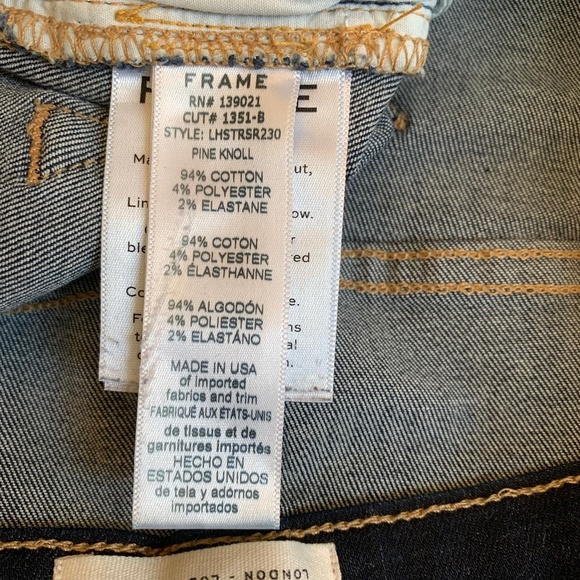 FRAME
RN# 139021
CUT# 1351-B
STYLE: LHSTRSR230
PINE KNOLL
94% COTTON
4% POLYESTER
2% ELASTANE
94% COTON
4% POLYESTER
2% ÉLASTHANNE
94% ALGODÓN
4% POLIESTER
2% ELASTÁNO
MADE IN USA
of imported
fabrics and trim
FABRIQUÉ AUX ÉTATS-UNIS
de tissus et de
garnitures importés
HECHO EN
ESTADOS UNIDOS
de tela y adornos
importados
LONDON